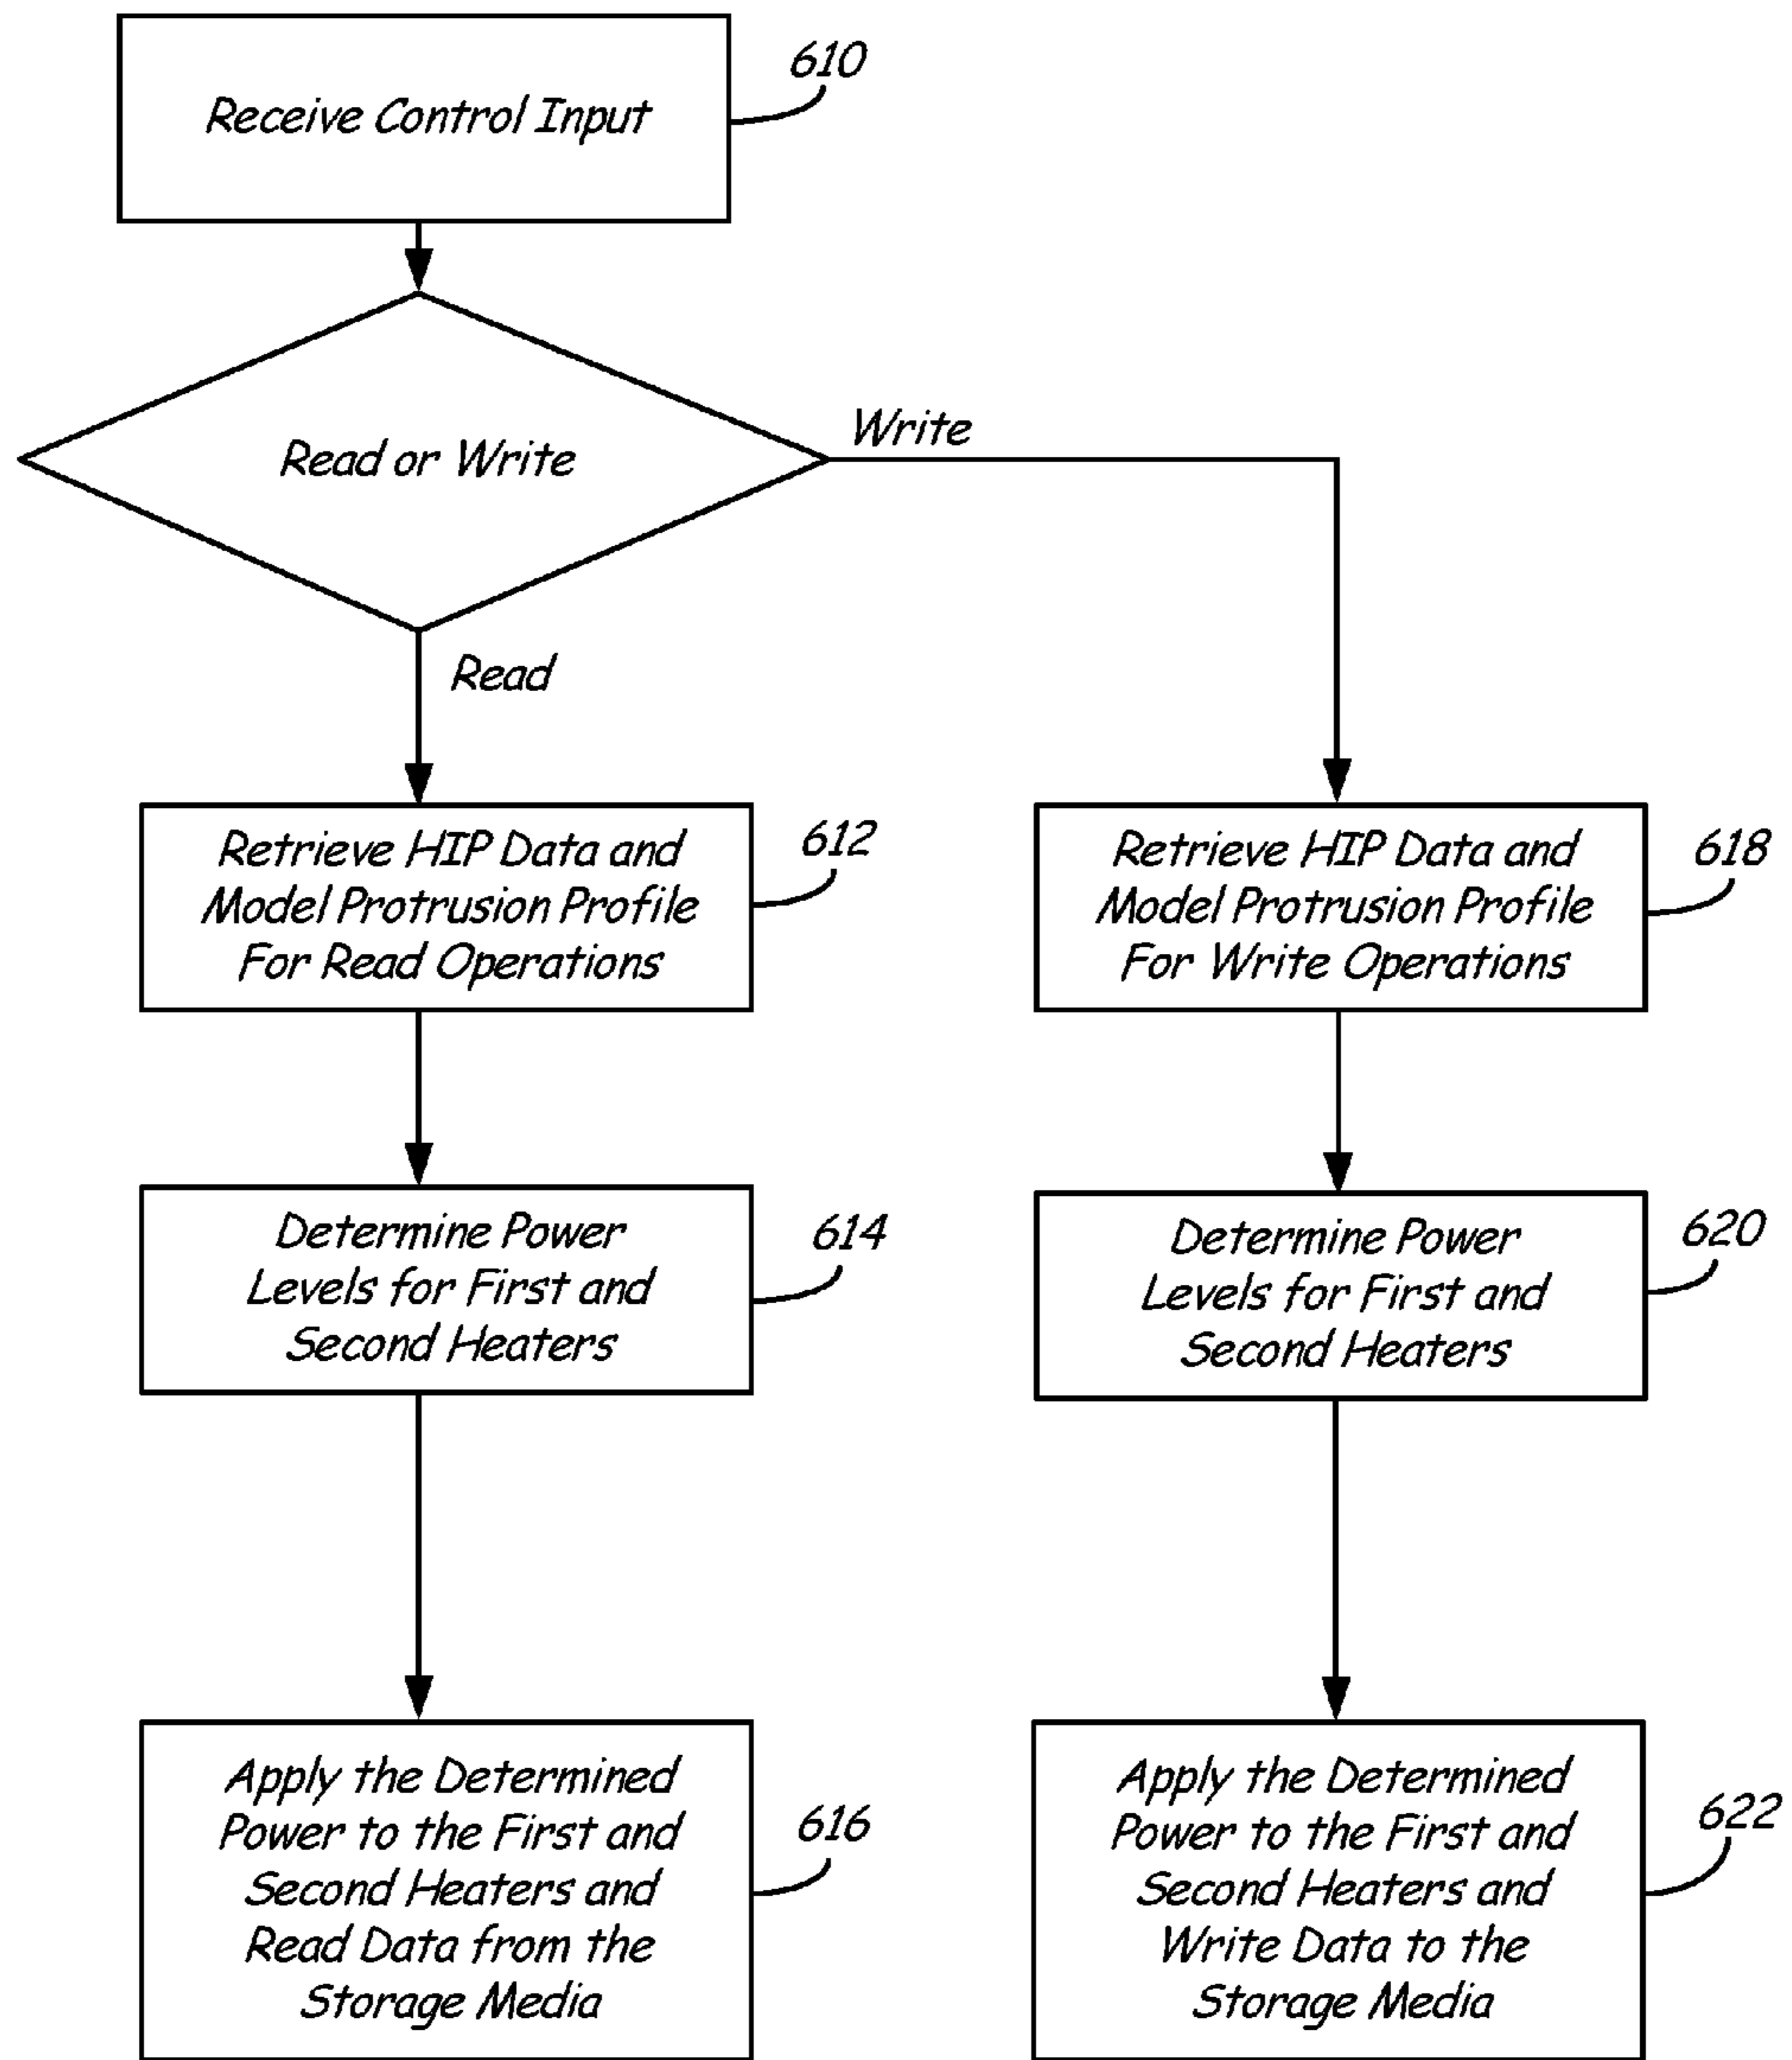 Receive Control Input
610
Read or Write
Write
Read
Retrieve HIP Data and
Model Protrusion Profile
For Read Operations
612
Retrieve HIP Data and
Model Protrusion Profile
For Write Operations
618
Determine Power
Levels for First and
Second Heaters
614
Determine Power
Levels for First and
Second Heaters
620
Apply the Determined
Power to the First and
Second Heaters and
Read Data from the
Storage Media
616
Apply the Determined
Power to the First and
Second Heaters and
Write Data to the
Storage Media
622